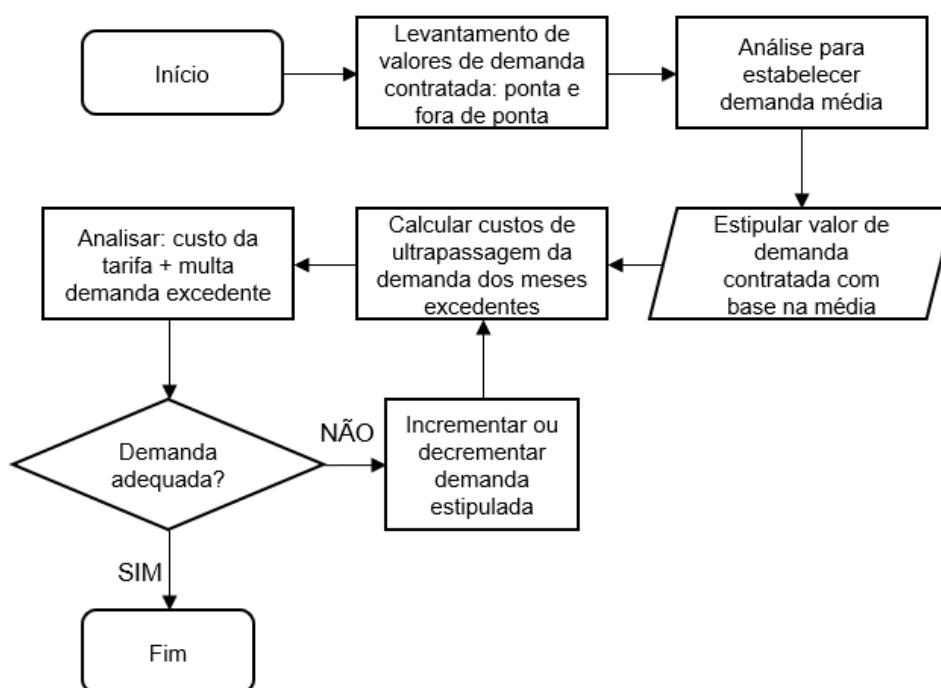 Início
Levantamento de
valores de demanda
contratada: ponta e
fora de ponta
Análise para
estabelecer
demanda média
Estipular valor de
demanda
contratada com
base na média
Calcular custos de
ultrapassagem da
demanda dos meses
excedentes
Analisar: custo da
tarifa + multa
demanda excedente
Demanda
adequada?
NÃO
Incrementar ou
decrementar
demanda
estipulada
SIM
Fim